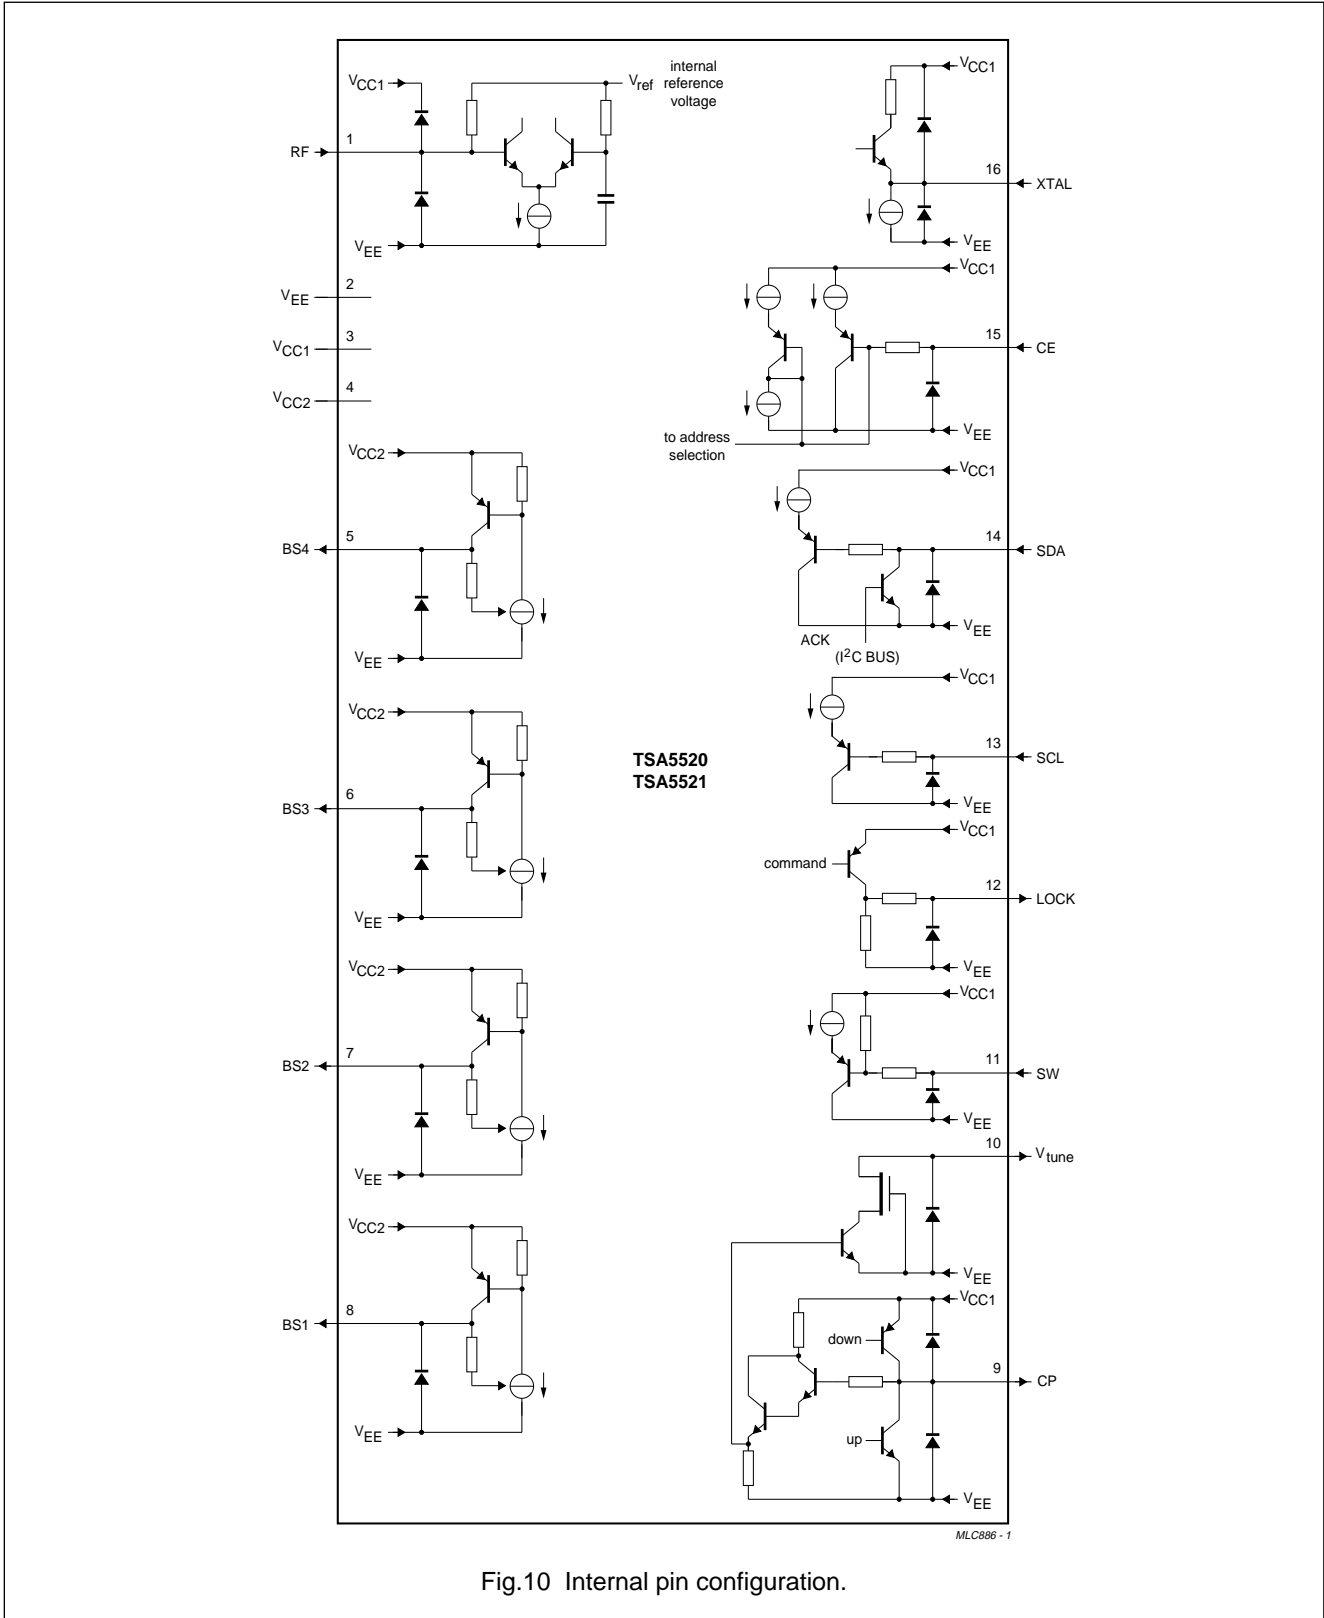 VCC1
Vref
internal
reference
voltage
1
RF
VEE
2
VEE
3
VCC1
4
VCC2
VCC2
5
BS4
VEE
VCC2
6
BS3
VEE
VCC2
7
BS2
VEE
VCC2
8
BS1
VEE
TSA5520
TSA5521
VCC1
16
XTAL
VEE
VCC1
15
CE
VEE
to address
selection
VCC1
14
SDA
VEE
ACK
(I2C BUS)
VCC1
13
SCL
VEE
VCC1
command
12
LOCK
VEE
VCC1
11
SW
VEE
10
Vtune
VEE
VCC1
down
9
CP
up
VEE
MLC886 - 1
Fig.10 Internal pin configuration.